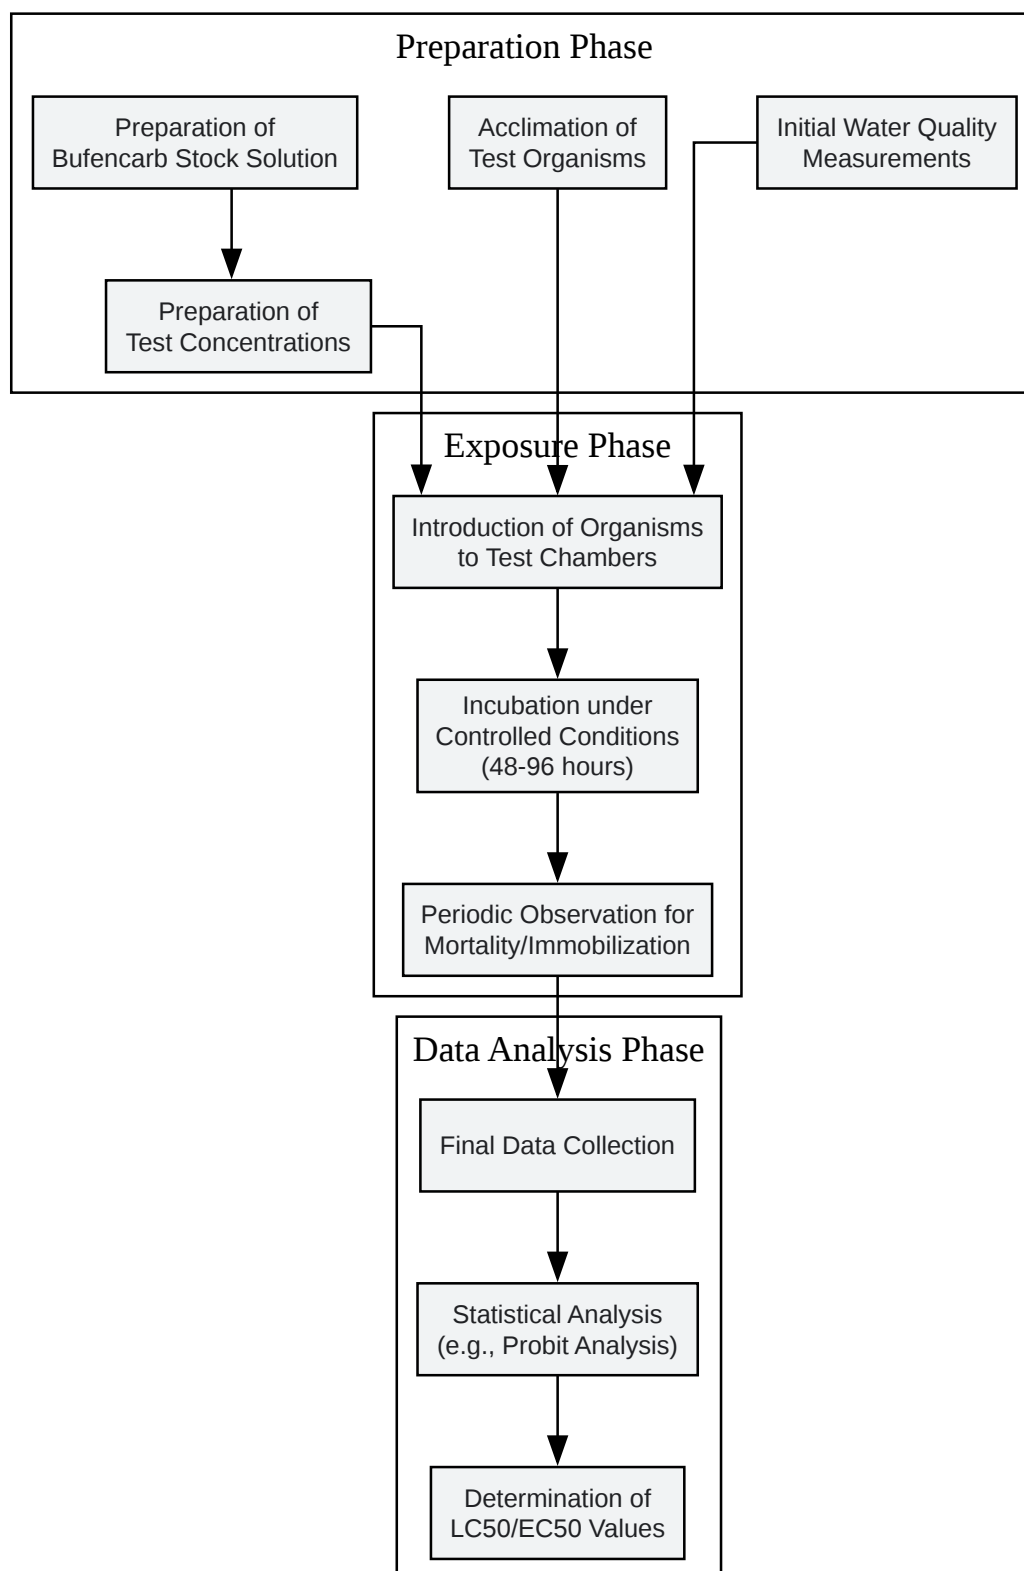 Preparation Phase
Preparation of
Bufencarb Stock Solution
Acclimation of
Test Organisms
Initial Water Quality
Measurements
Preparation of
Test Concentrations
Exposure Phase
Introduction of Organisms
to Test Chambers
Incubation under
Controlled Conditions
(48-96 hours)
Periodic Observation for
Mortality/Immobilization
Data Analysis Phase
Final Data Collection
Statistical Analysis
(e.g., Probit Analysis)
Determination of
LC50/EC50 Values